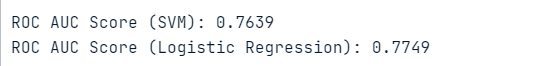 ROC AUC Score (SVM): 0.7639
ROC AUC Score (Logistic Regression): 0.7749